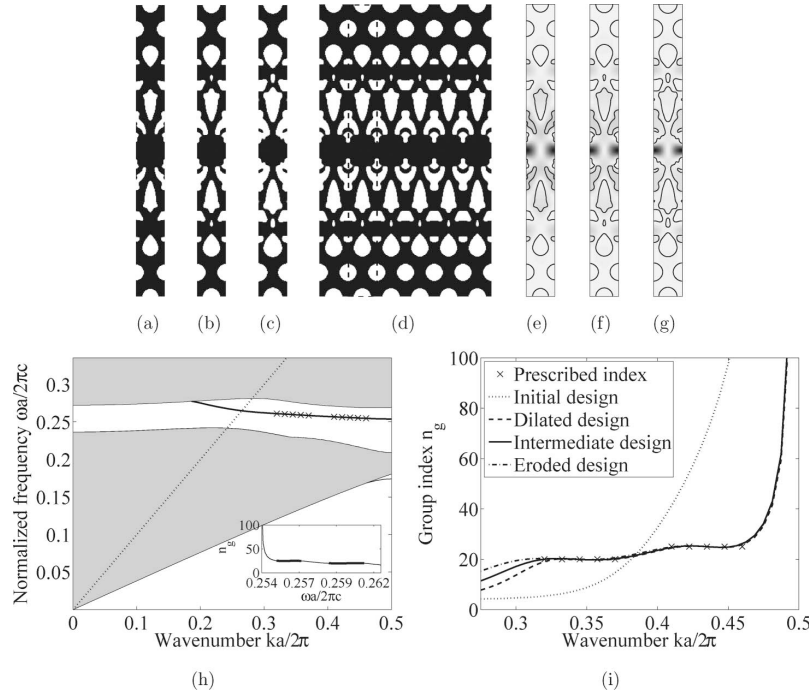 (a) (b) (c) (d) (e) (f) (g)
Normalized frequency ωa/2πc
0.3
0.25
0.2
0.15
0.1
0.05
0 0.1 0.2 0.3 0.4 0.5
Wavenumber ka/2π
n_g
100
50
0
0.254 0.257 0.259 0.262
ωa/2πc
(h)
Group index n_g
100
80
60
40
20
0
0.3 0.35 0.4 0.45 0.5
Wavenumber ka/2π
Prescribed index
Initial design
Dilated design
Intermediate design
Eroded design
(i)